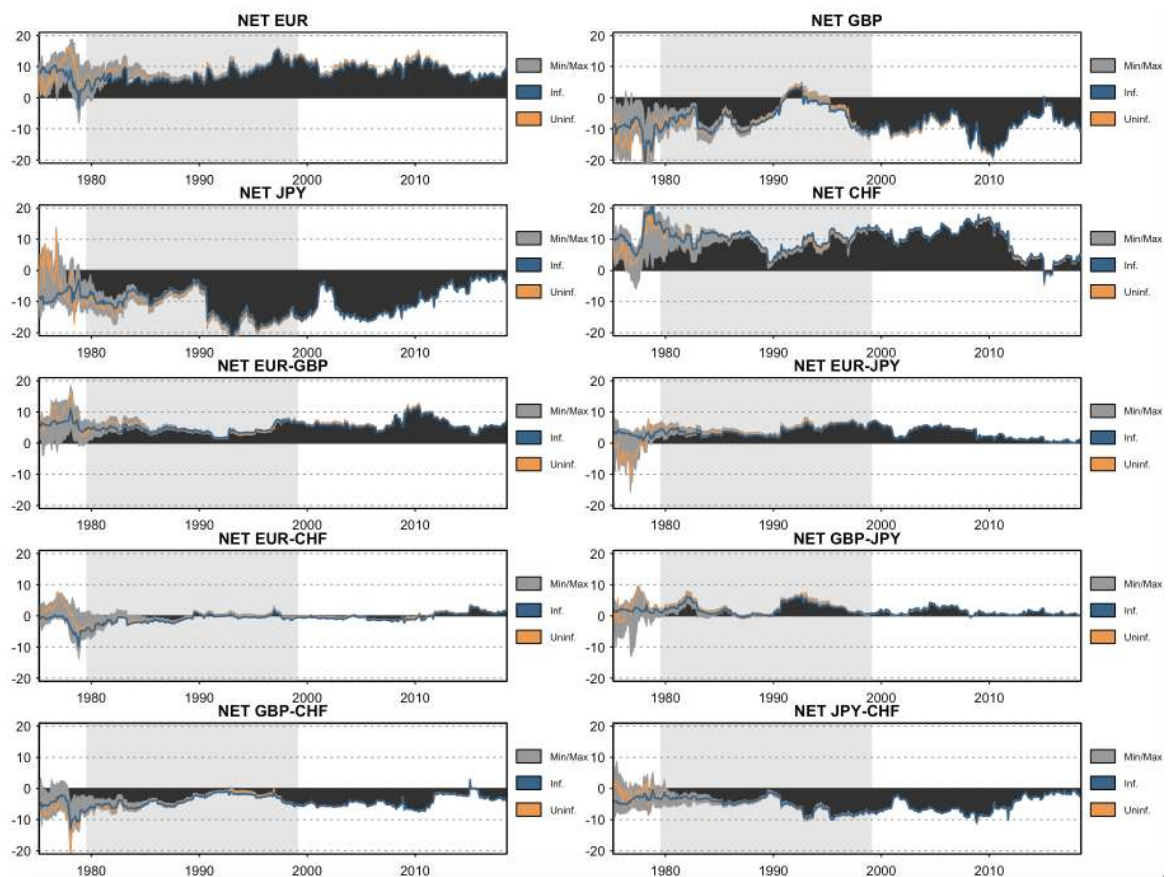 NET EUR
20
10
0
-10
-20
1980 1990 2000 2010
Min/Max
Inf.
Uninf.
NET GBP
20
10
0
-10
-20
1980 1990 2000 2010
Min/Max
Inf.
Uninf.
NET JPY
20
10
0
-10
-20
1980 1990 2000 2010
Min/Max
Inf.
Uninf.
NET CHF
20
10
0
-10
-20
1980 1990 2000 2010
Min/Max
Inf.
Uninf.
NET EUR-GBP
20
10
0
-10
-20
1980 1990 2000 2010
Min/Max
Inf.
Uninf.
NET EUR-JPY
20
10
0
-10
-20
1980 1990 2000 2010
Min/Max
Inf.
Uninf.
NET EUR-CHF
20
10
0
-10
-20
1980 1990 2000 2010
Min/Max
Inf.
Uninf.
NET GBP-JPY
20
10
0
-10
-20
1980 1990 2000 2010
Min/Max
Inf.
Uninf.
NET GBP-CHF
20
10
0
-10
-20
1980 1990 2000 2010
Min/Max
Inf.
Uninf.
NET JPY-CHF
20
10
0
-10
-20
1980 1990 2000 2010
Min/Max
Inf.
Uninf.